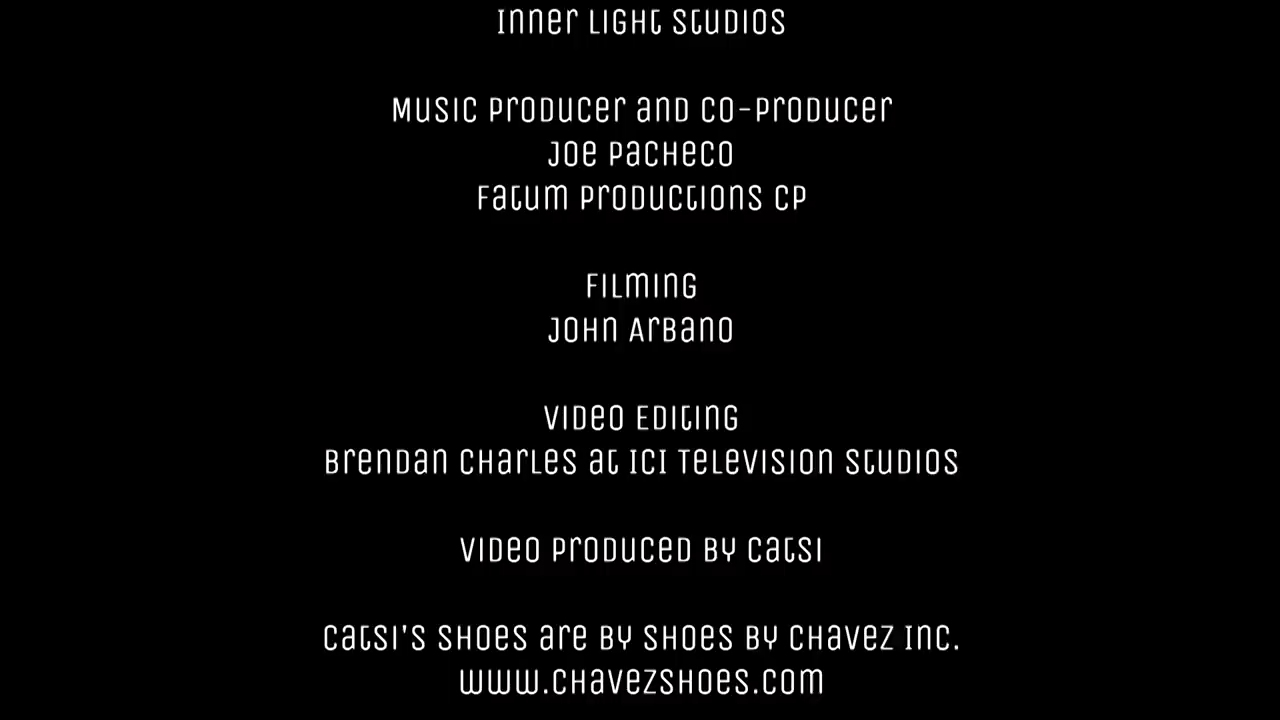 Inner Light Studios
Music Producer and Co-Producer
Joe Pacheco
Fatum Productions CP
Filming
John Arbano
Video Editing
Brendan Charles at ICI Television Studios
Video Produced by Catsi
Catsi's shoes are by Shoes by Chavez Inc.
www.chavezshoes.com